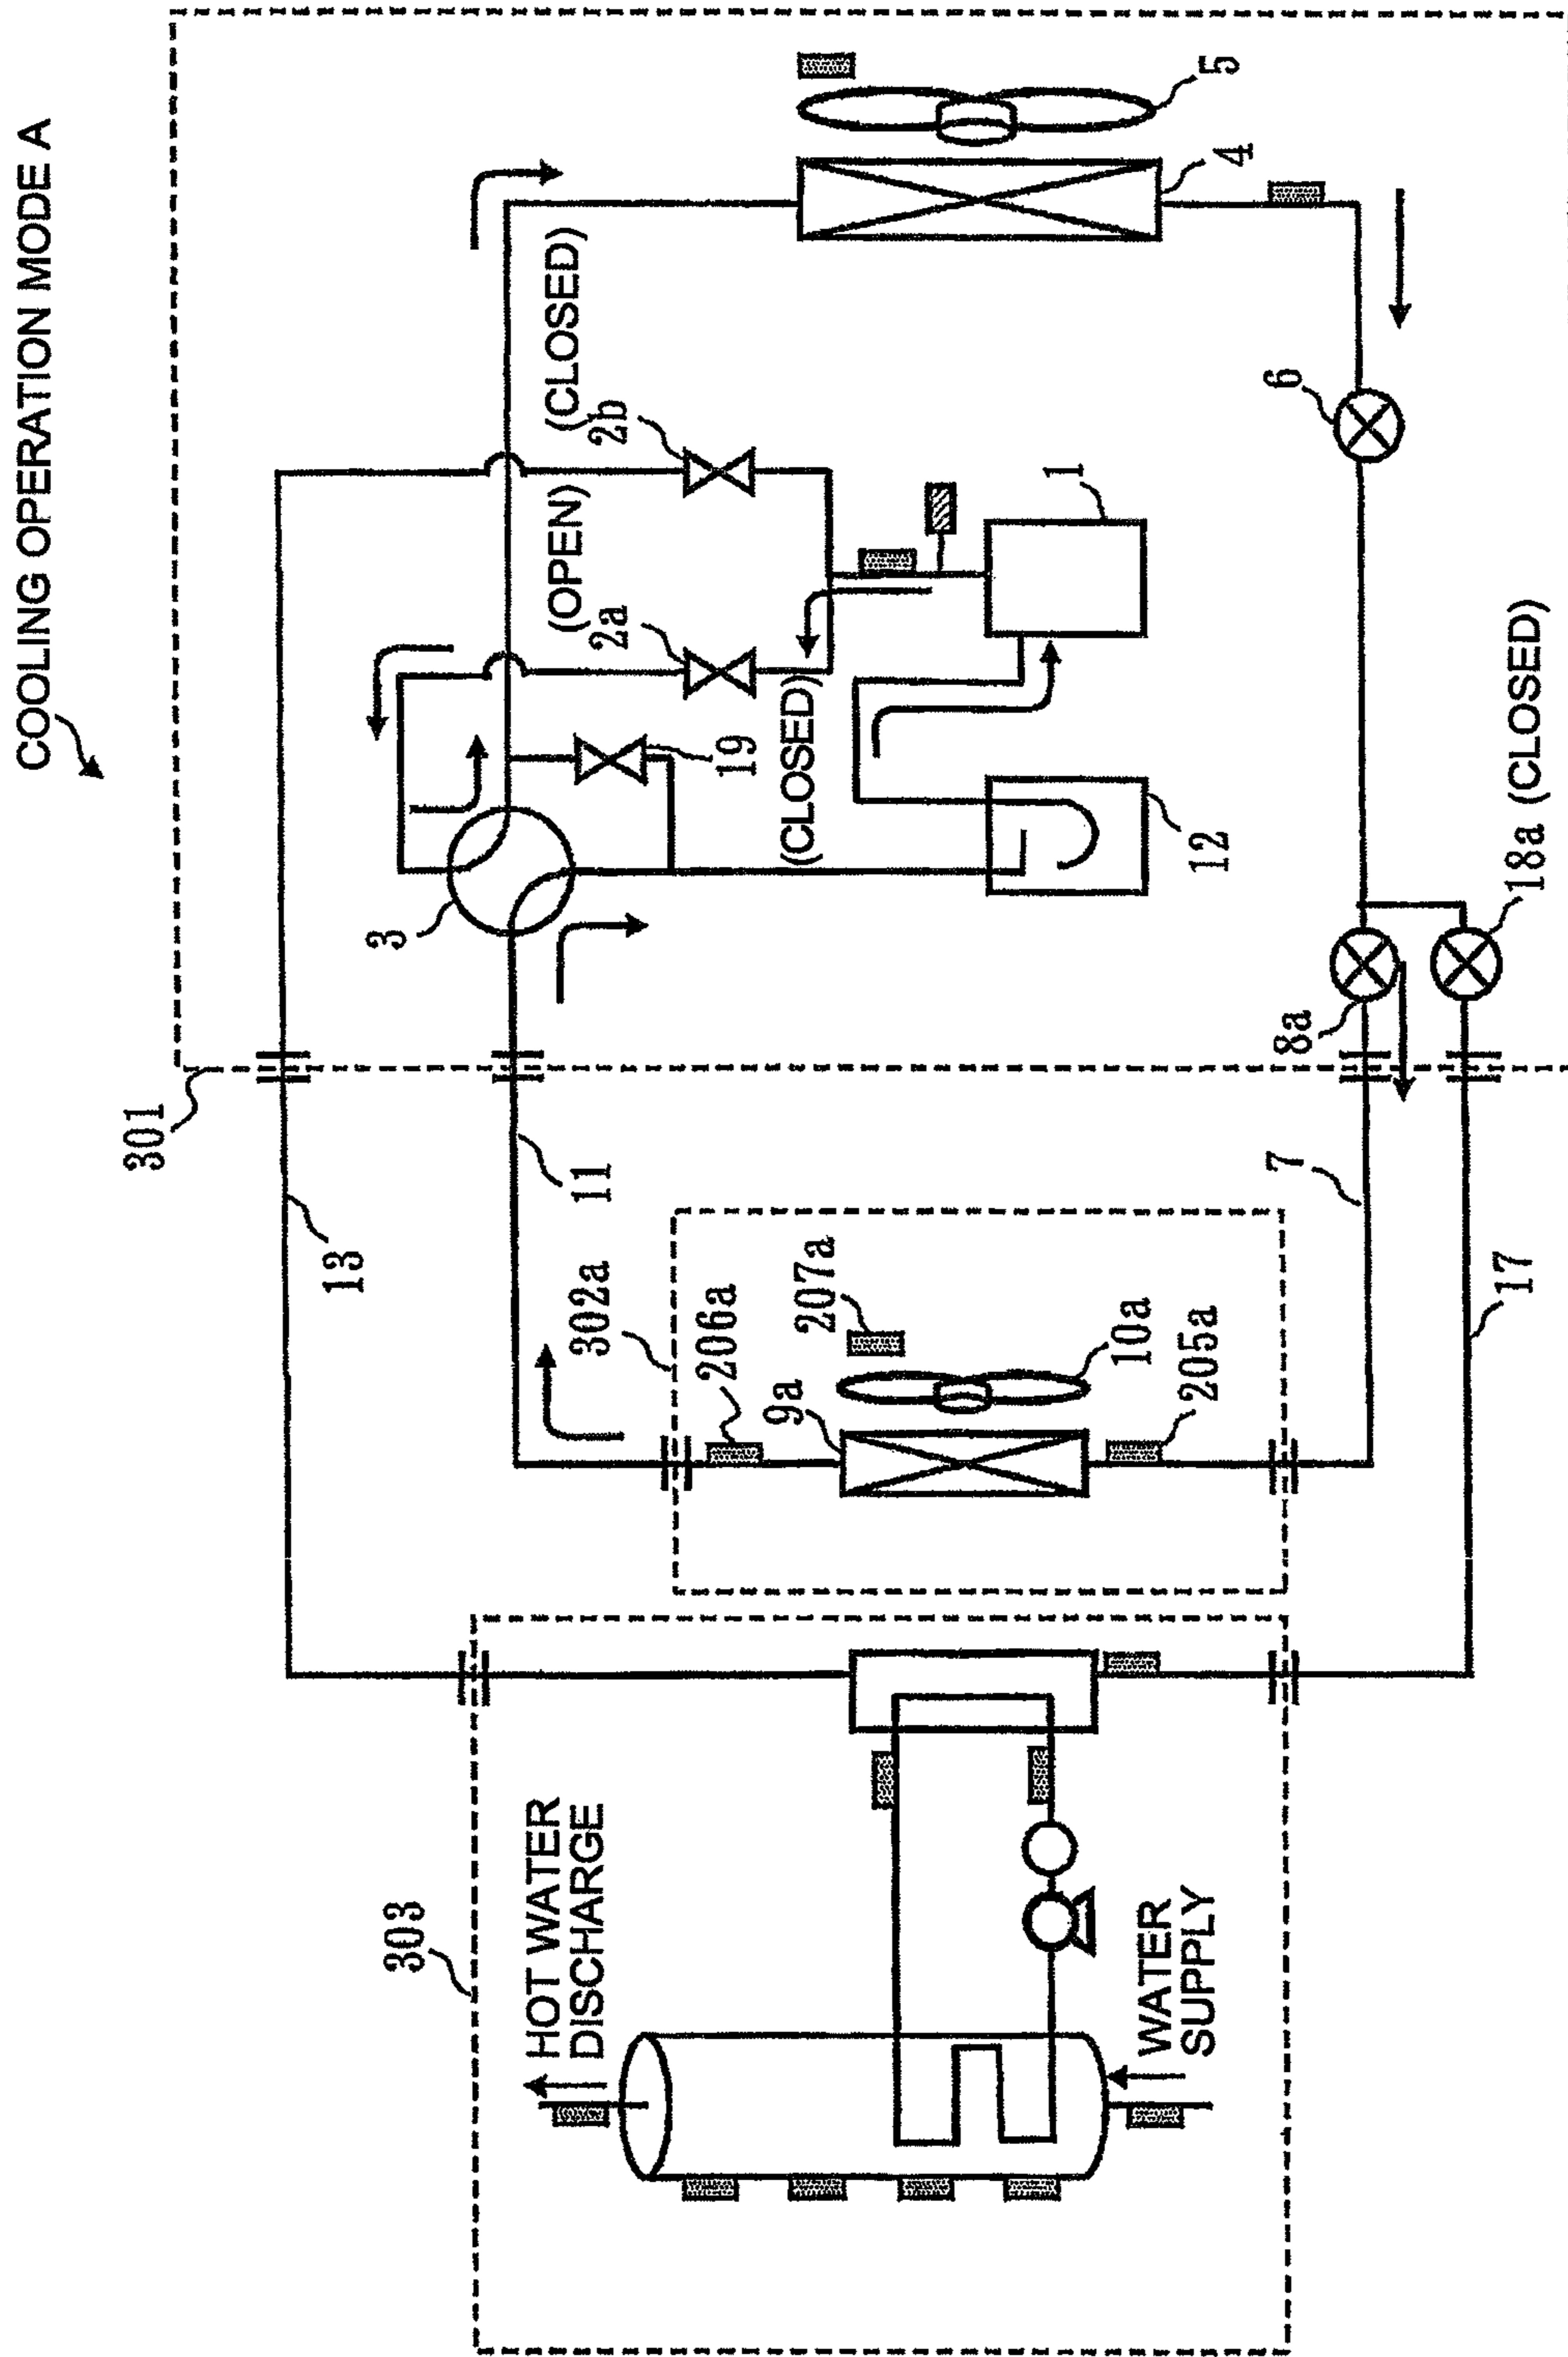 COOLING OPERATION MODE A
301
303
13
11
3
302a
206a
207a
9a
10a
205a
HOT WATER
DISCHARGE
WATER
SUPPLY
(OPEN)
2a
(CLOSED)
2b
19
(CLOSED)
12
1
5
4
6
8a
18a (CLOSED)
7
17